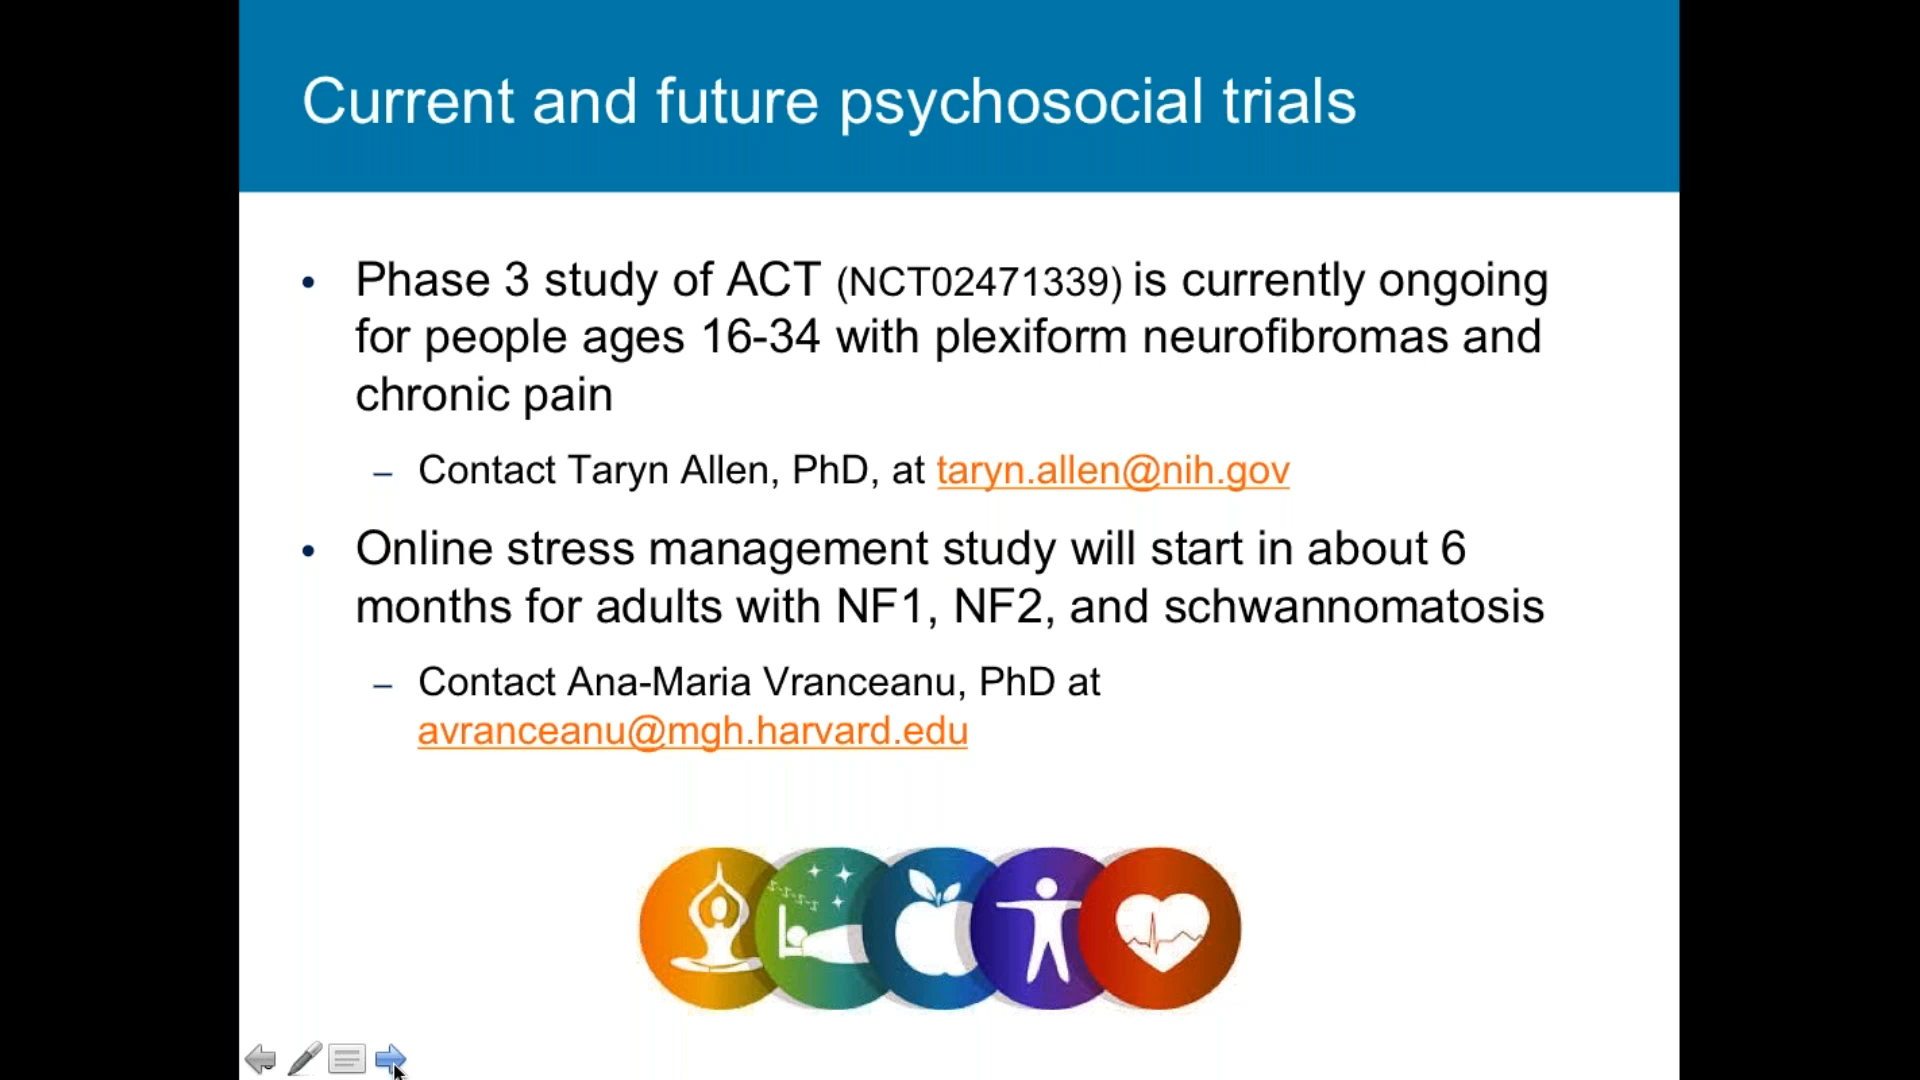 Current and future psychosocial trials
• Phase 3 study of ACT (NCT02471339) is currently ongoing
for people ages 16-34 with plexiform neurofibromas and
chronic pain
– Contact Taryn Allen, PhD, at taryn.allen@nih.gov
• Online stress management study will start in about 6
months for adults with NF1, NF2, and schwannomatosis
– Contact Ana-Maria Vranceanu, PhD at
avranceanu@mgh.harvard.edu